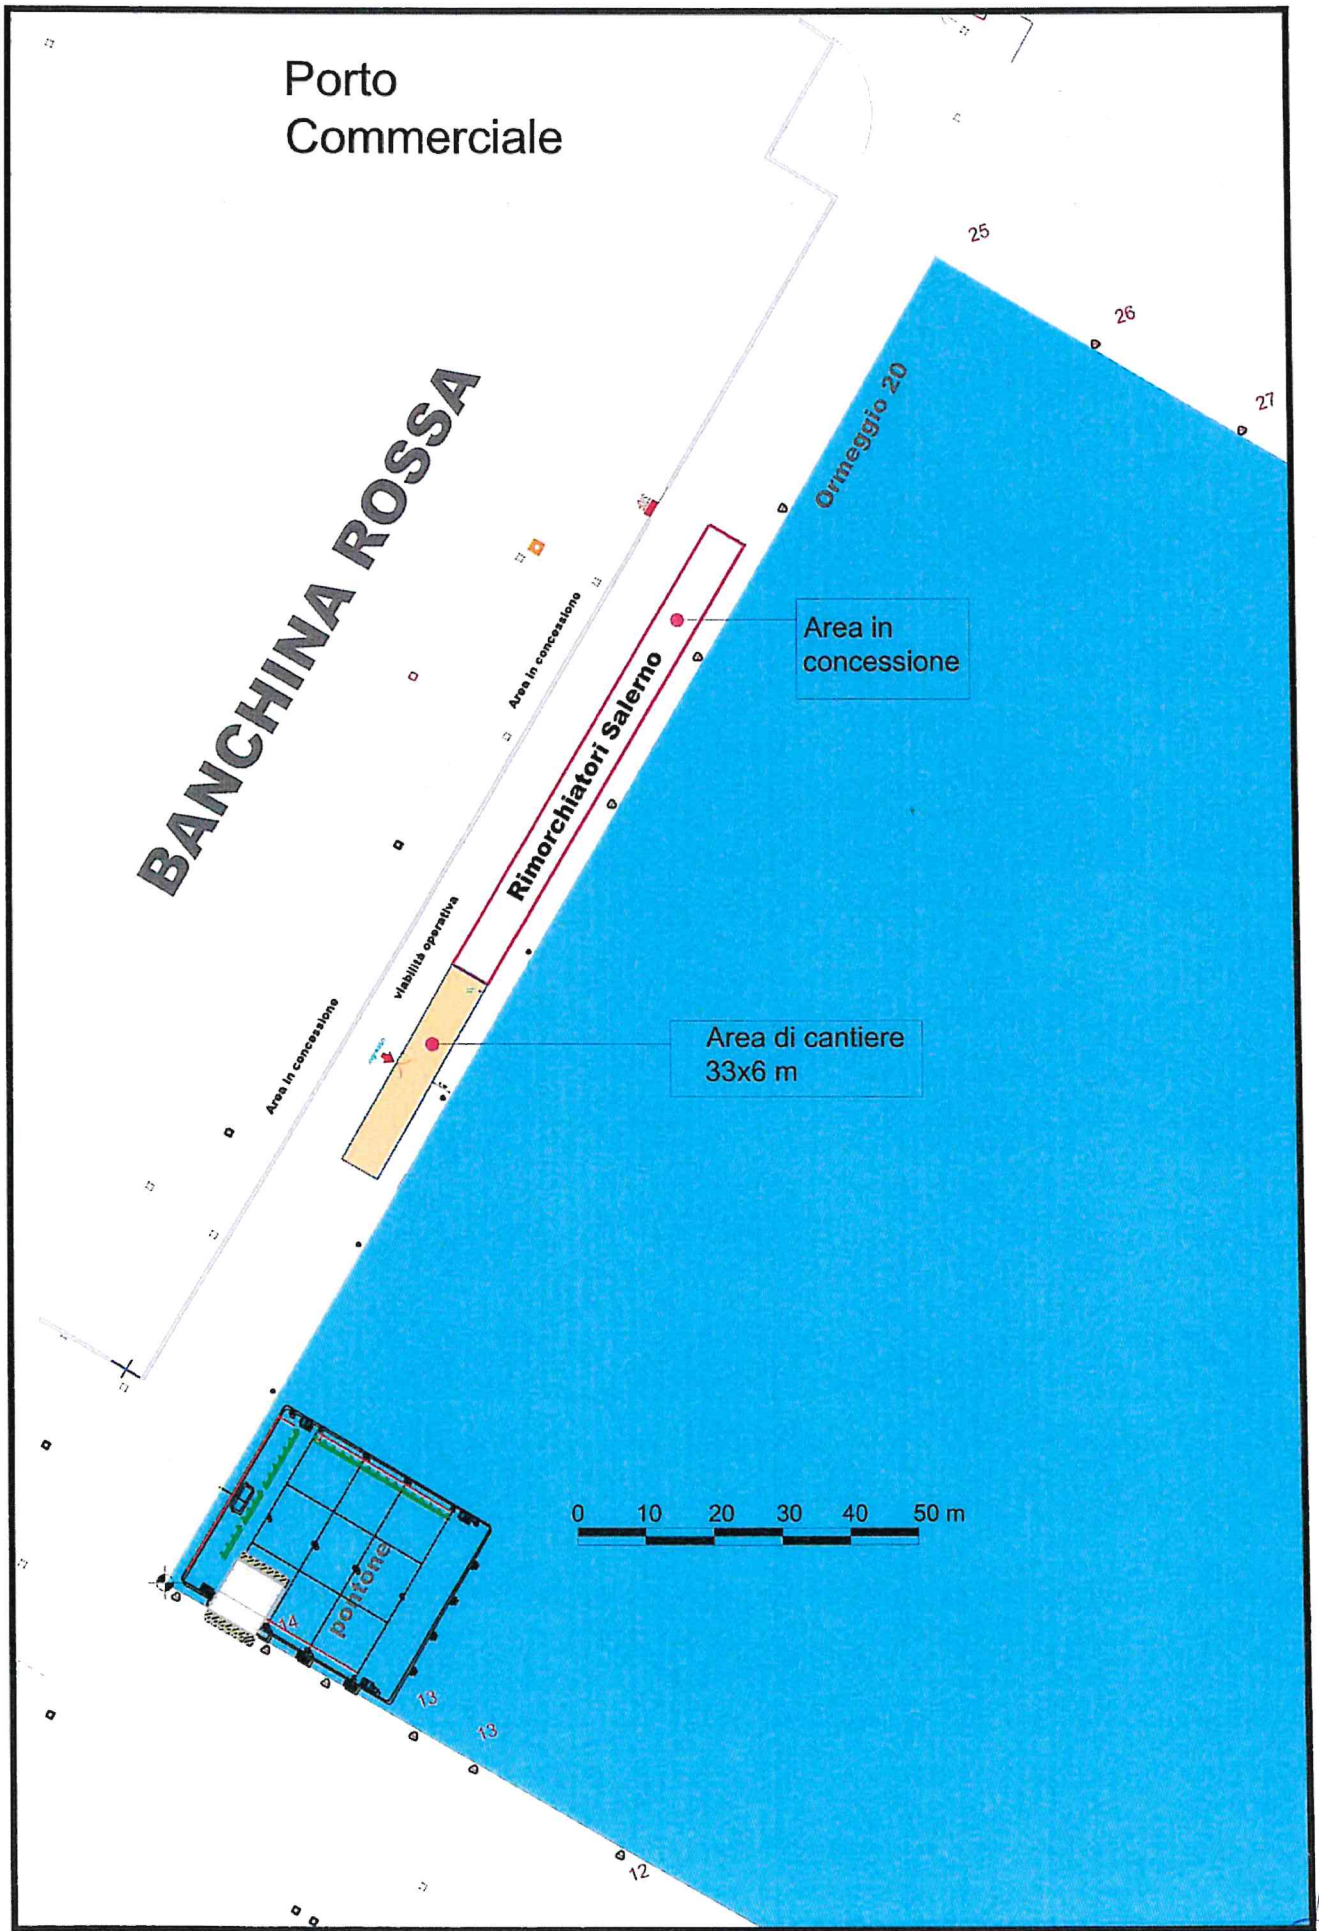 Porto
Commerciale
25
26
27
Ormeggio 20
BANCHINA ROSSA
Area in concessione
Area in
concessione
Rimorchiatori Salerno
viabilità operativa
Area in concessione
ingresso
Area di cantiere
33x6 m
0 10 20 30 40 50 m
pontone
14
13
13
12